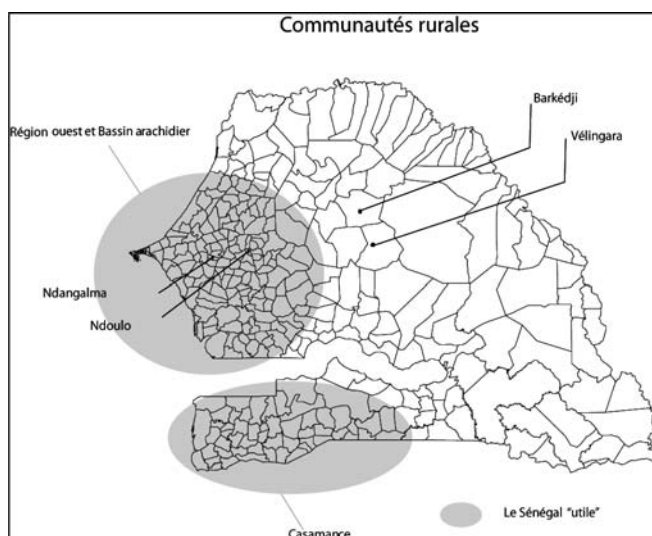 Communautés rurales
Barkédji
Région ouest et Bassin arachidier
Vélingara
Ndangalma
Ndoulo
Le Sénégal "utile"
Casamance